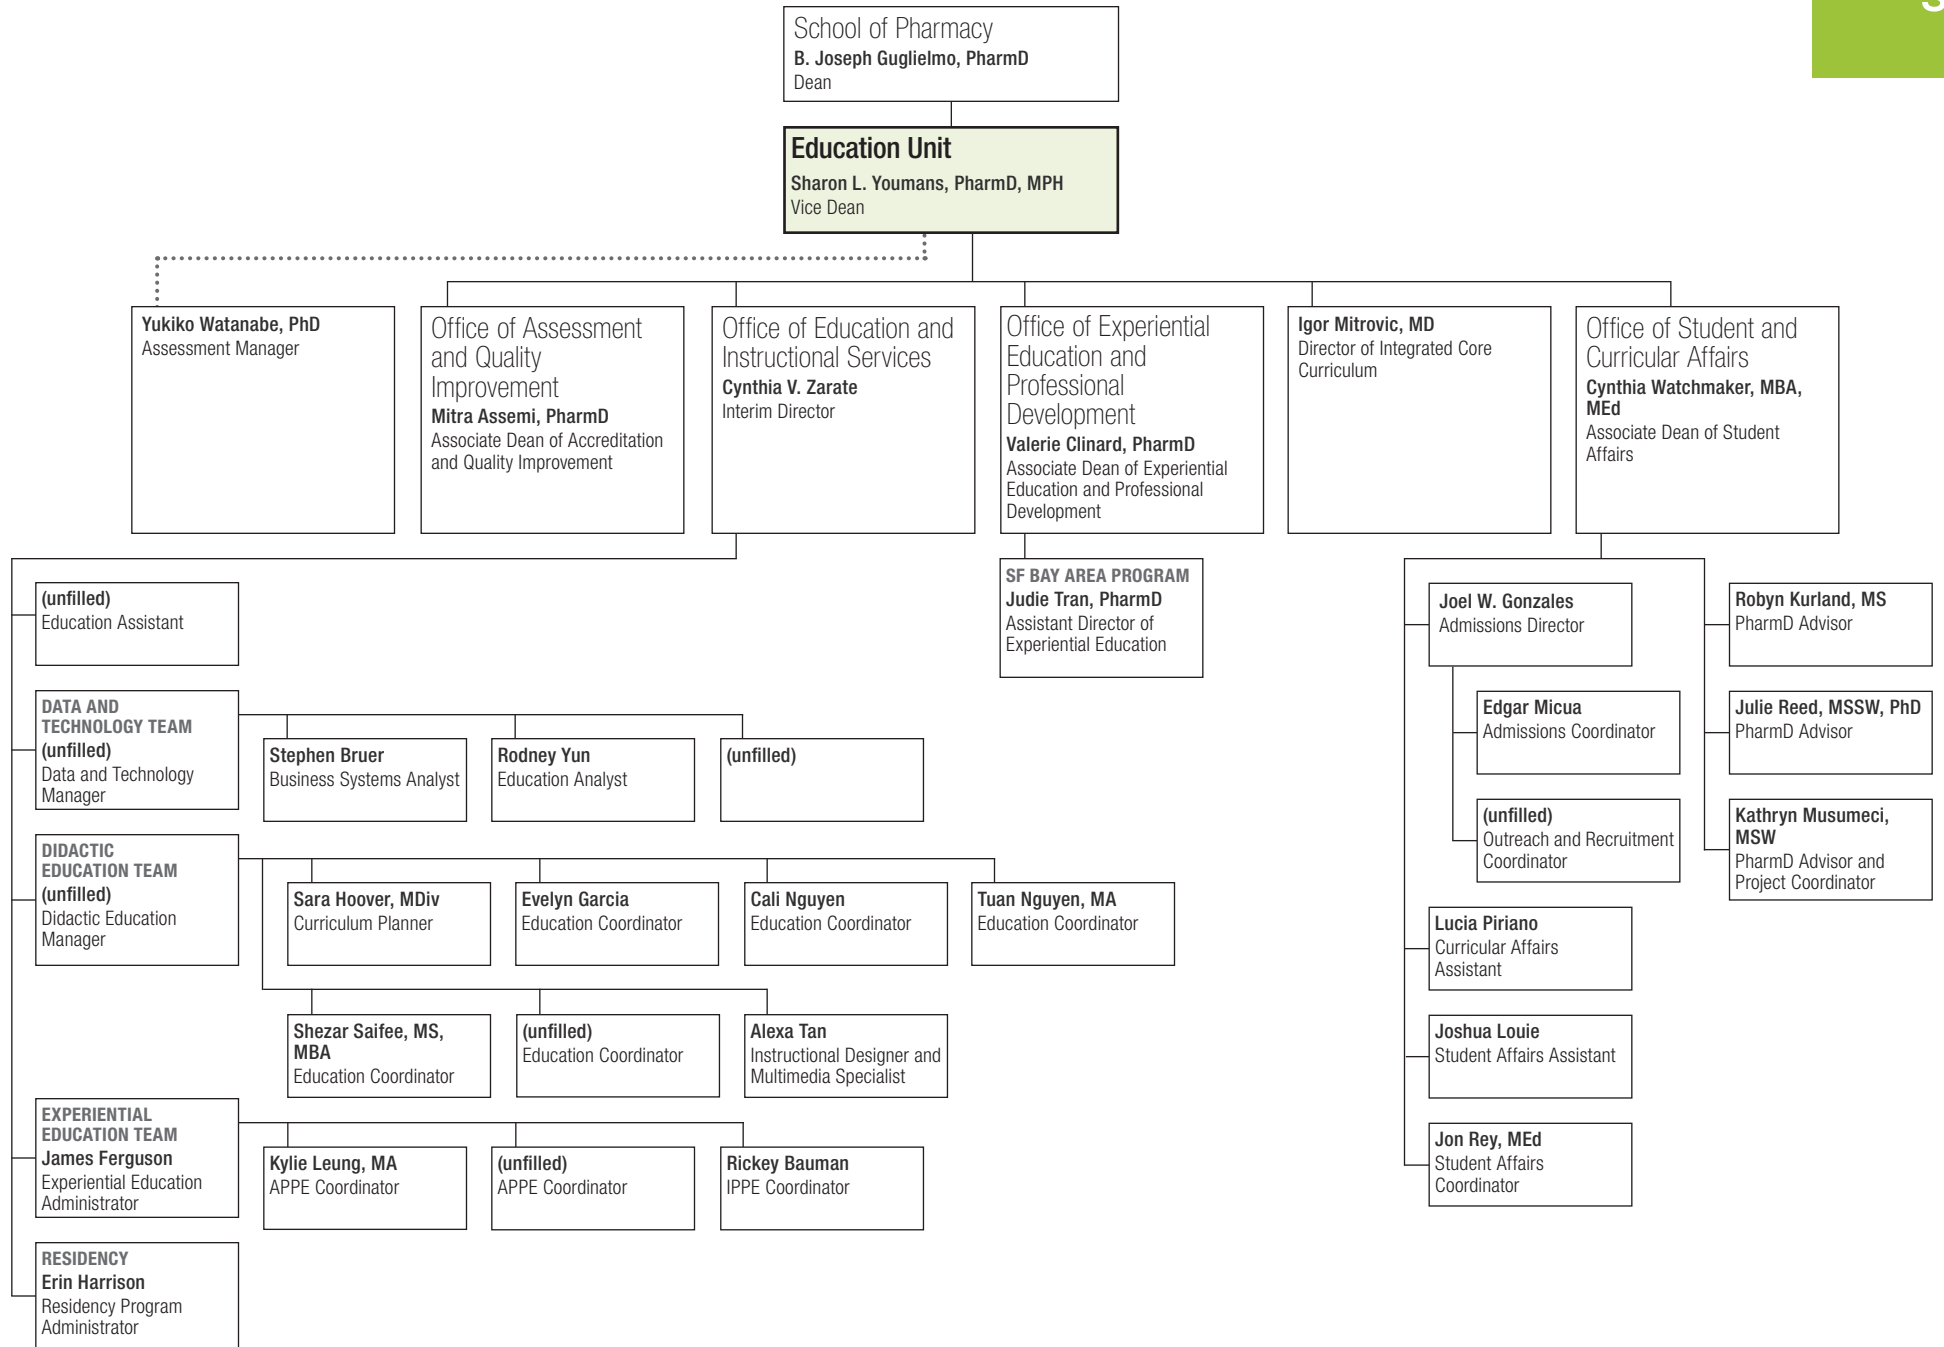 School of Pharmacy
B. Joseph Guglielmo, PharmD
Dean
Education Unit
Sharon L. Youmans, PharmD, MPH
Vice Dean
Yukiko Watanabe, PhD
Assessment Manager
Office of Assessment
and Quality
Improvement
Mitra Assemi, PharmD
Associate Dean of Accreditation
and Quality Improvement
Office of Education and
Instructional Services
Cynthia V. Zarate
Interim Director
Office of Experiential
Education and
Professional
Development
Valerie Clinard, PharmD
Associate Dean of Experiential
Education and Professional
Development
Igor Mitrovic, MD
Director of Integrated Core
Curriculum
Office of Student and
Curricular Affairs
Cynthia Watchmaker, MBA,
MEd
Associate Dean of Student
Affairs
(unfilled)
Education Assistant
DATA AND
TECHNOLOGY TEAM
(unfilled)
Data and Technology
Manager
Stephen Bruer
Business Systems Analyst
Rodney Yun
Education Analyst
(unfilled)
DIDACTIC
EDUCATION TEAM
(unfilled)
Didactic Education
Manager
Sara Hoover, MDiv
Curriculum Planner
Evelyn Garcia
Education Coordinator
Cali Nguyen
Education Coordinator
Tuan Nguyen, MA
Education Coordinator
Shezar Saifee, MS,
MBA
Education Coordinator
(unfilled)
Education Coordinator
Alexa Tan
Instructional Designer and
Multimedia Specialist
EXPERIENTIAL
EDUCATION TEAM
James Ferguson
Experiential Education
Administrator
Kylie Leung, MA
APPE Coordinator
(unfilled)
APPE Coordinator
Rickey Bauman
IPPE Coordinator
RESIDENCY
Erin Harrison
Residency Program
Administrator
SF BAY AREA PROGRAM
Judie Tran, PharmD
Assistant Director of
Experiential Education
Joel W. Gonzales
Admissions Director
Edgar Micua
Admissions Coordinator
(unfilled)
Outreach and Recruitment
Coordinator
Lucia Piriano
Curricular Affairs
Assistant
Joshua Louie
Student Affairs Assistant
Jon Rey, MEd
Student Affairs
Coordinator
Robyn Kurland, MS
PharmD Advisor
Julie Reed, MSSW, PhD
PharmD Advisor
Kathryn Musumeci,
MSW
PharmD Advisor and
Project Coordinator